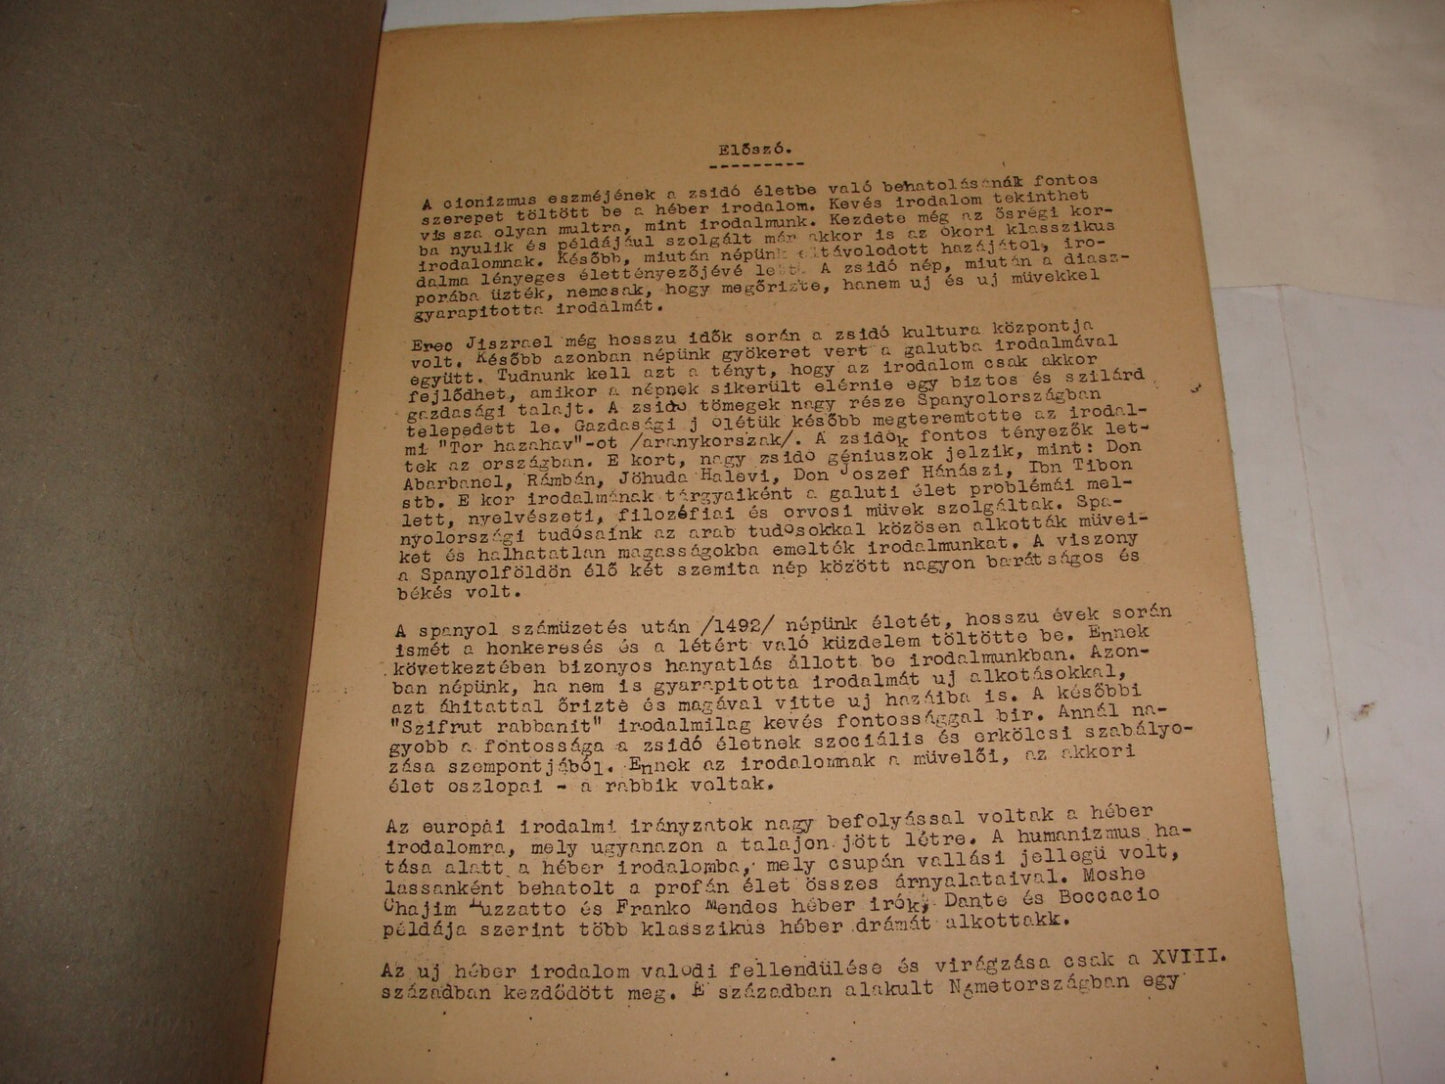 Előszó.
A cionizmus eszméjének a zsidó életbe való behatolásának fontos
szerepet töltött be a héber irodalom. Kevés irodalom tekinthet
vissza olyan multra, mint irodalmunk. Kezdete még az ősrégi kor-
ba nyulik és példájául szolgált már akkor is az ókori klasszikus
irodalomnak. Később, miután népünk eltávolodott hazájától, iro-
dalma lényeges élettényezőjévé lett. A zsidó nép, miután a diasz-
porába üzték, nemcsak, hogy megőrizte, hanem uj és uj müvekkel
gyarapitotta irodalmát.
Erec Jiszrael még hosszu idők során a zsidó kultura központja
volt. Később azonban népünk gyökeret vert a galutba irodalmával
együtt. Tudnunk kell azt a tényt, hogy az irodalom csak akkor
fejlődhet, amikor a népnek sikerült elérnie egy biztos és szilárd
gazdasági talajt. A zsidó tömegek nagy része Spanyolországban
telepedett le. Gazdasági jólétük később megteremtette az irodal-
mi "Tor hazahav"-ot /aranykorszak/. A zsidók fontos tényezők let-
tek az országban. E kort, nagy zsido géniuszok jelzik, mint: Don
Abarbanel, Rámbán, Jöhuda Halevi, Don Joszef Hánászi, Ibn Tibon
stb. E kor irodalmának tárgyaiként a galuti élet problémái mel-
lett, nyelvészeti, filozófiai és orvosi müvek szolgáltak. Spa-
nyolországi tudósaink az arab tudosokkal közösen alkották müvei-
ket és halhatatlan magasságokba emelték irodalmunkat. A viszony
a Spanyolföldön élő két szemita nép között nagyon barátságos és
békés volt.
A spanyol számüzetés után /1492/ népünk életét, hosszu évek során
ismét a honkeresés és a létért való küzdelem töltötte be. Ennek
következtében bizonyos hanyatlás állott be irodalmunkban. Azon-
ban népünk, ha nem is gyarapitotta irodalmát uj alkotásokkal,
azt áhitattal őrizte és magával vitte uj hazáiba is. A későbbi
"Szifrut rabbanit" irodalmilag kevés fontossággal bir. Annál na-
gyobb a fontossága a zsidó életnek szociális és erkölcsi szabályo-
zása szempontjából. Ennek az irodalomnak a müvelői, az akkori
élet oszlopai - a rabbik voltak.
Az európai irodalmi irányzatok nagy befolyással voltak a héber
irodalomra, mely ugyanazon a talajon jött létre. A humanizmus ha-
tása alatt a héber irodalomba, mely csupán vallási jellegü volt,
lassanként behatolt a profán élet összes árnyalataival. Moshe
Chajim Luzzatto és Franko Mendes héber irók, Dante és Boccacio
példája szerint több klasszikus héber drámát alkottakk.
Az uj héber irodalom valodi fellendülése és virágzása csak a XVIII.
században kezdődött meg. E században alakult Németországban egy